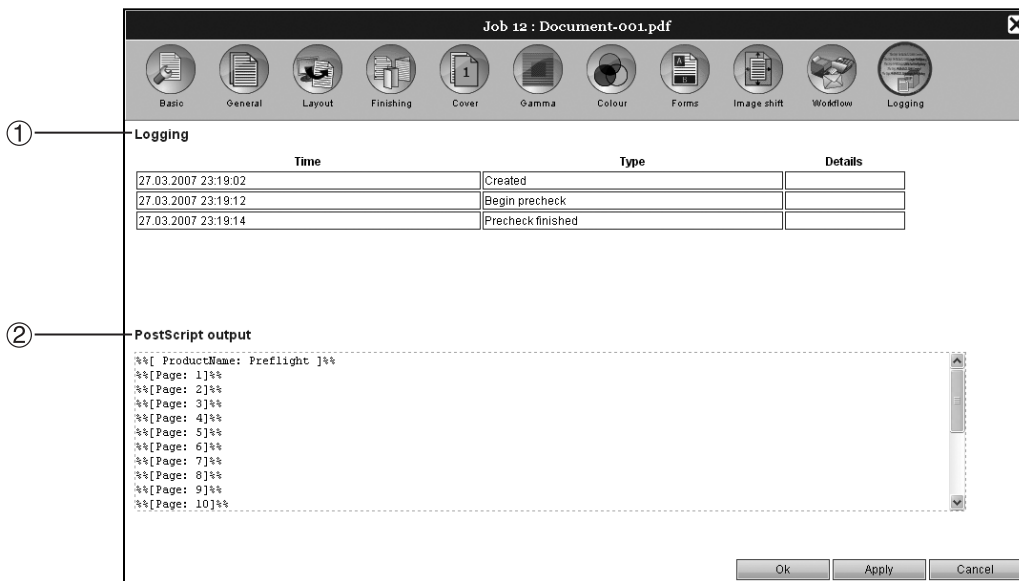 Job 12 : Document-001.pdf
Basic General Layout Finishing Cover Gamma Colour Forms Image shift Workflow Logging
① Logging
Time Type Details
27.03.2007 23:19:02 Created
27.03.2007 23:19:12 Begin precheck
27.03.2007 23:19:14 Precheck finished
② PostScript output
%%[ ProductName: Preflight ]%%
%%[Page: 1]%%
%%[Page: 2]%%
%%[Page: 3]%%
%%[Page: 4]%%
%%[Page: 5]%%
%%[Page: 6]%%
%%[Page: 7]%%
%%[Page: 8]%%
%%[Page: 9]%%
%%[Page: 10]%%
Ok Apply Cancel